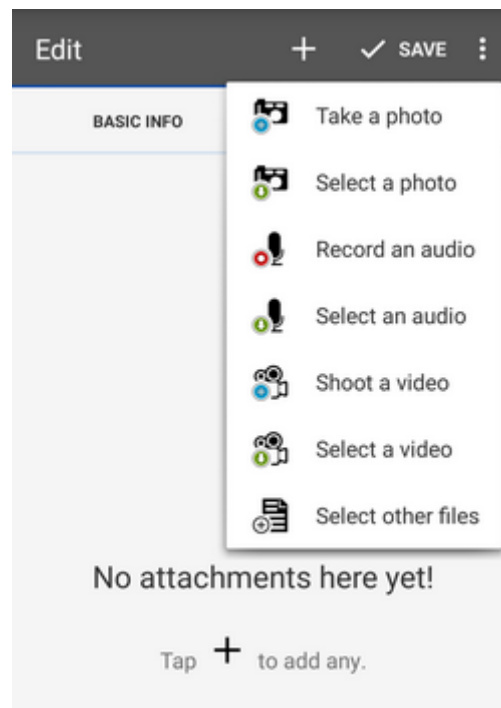 Edit
SAVE
BASIC INFO
Take a photo
Select a photo
Record an audio
Select an audio
Shoot a video
Select a video
Select other files
No attachments here yet!
Tap + to add any.